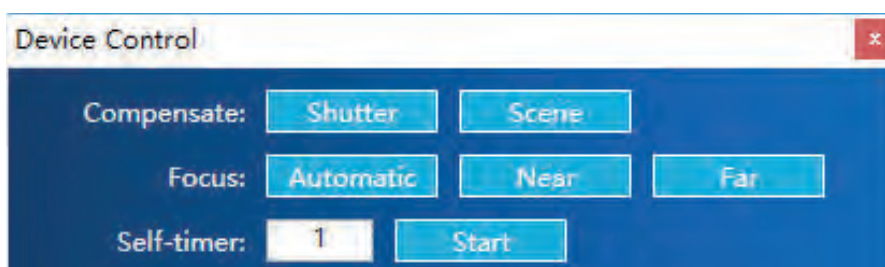 Device Control x
Compensate: Shutter Scene
Focus: Automatic Near Far
Self-timer: 1 Start